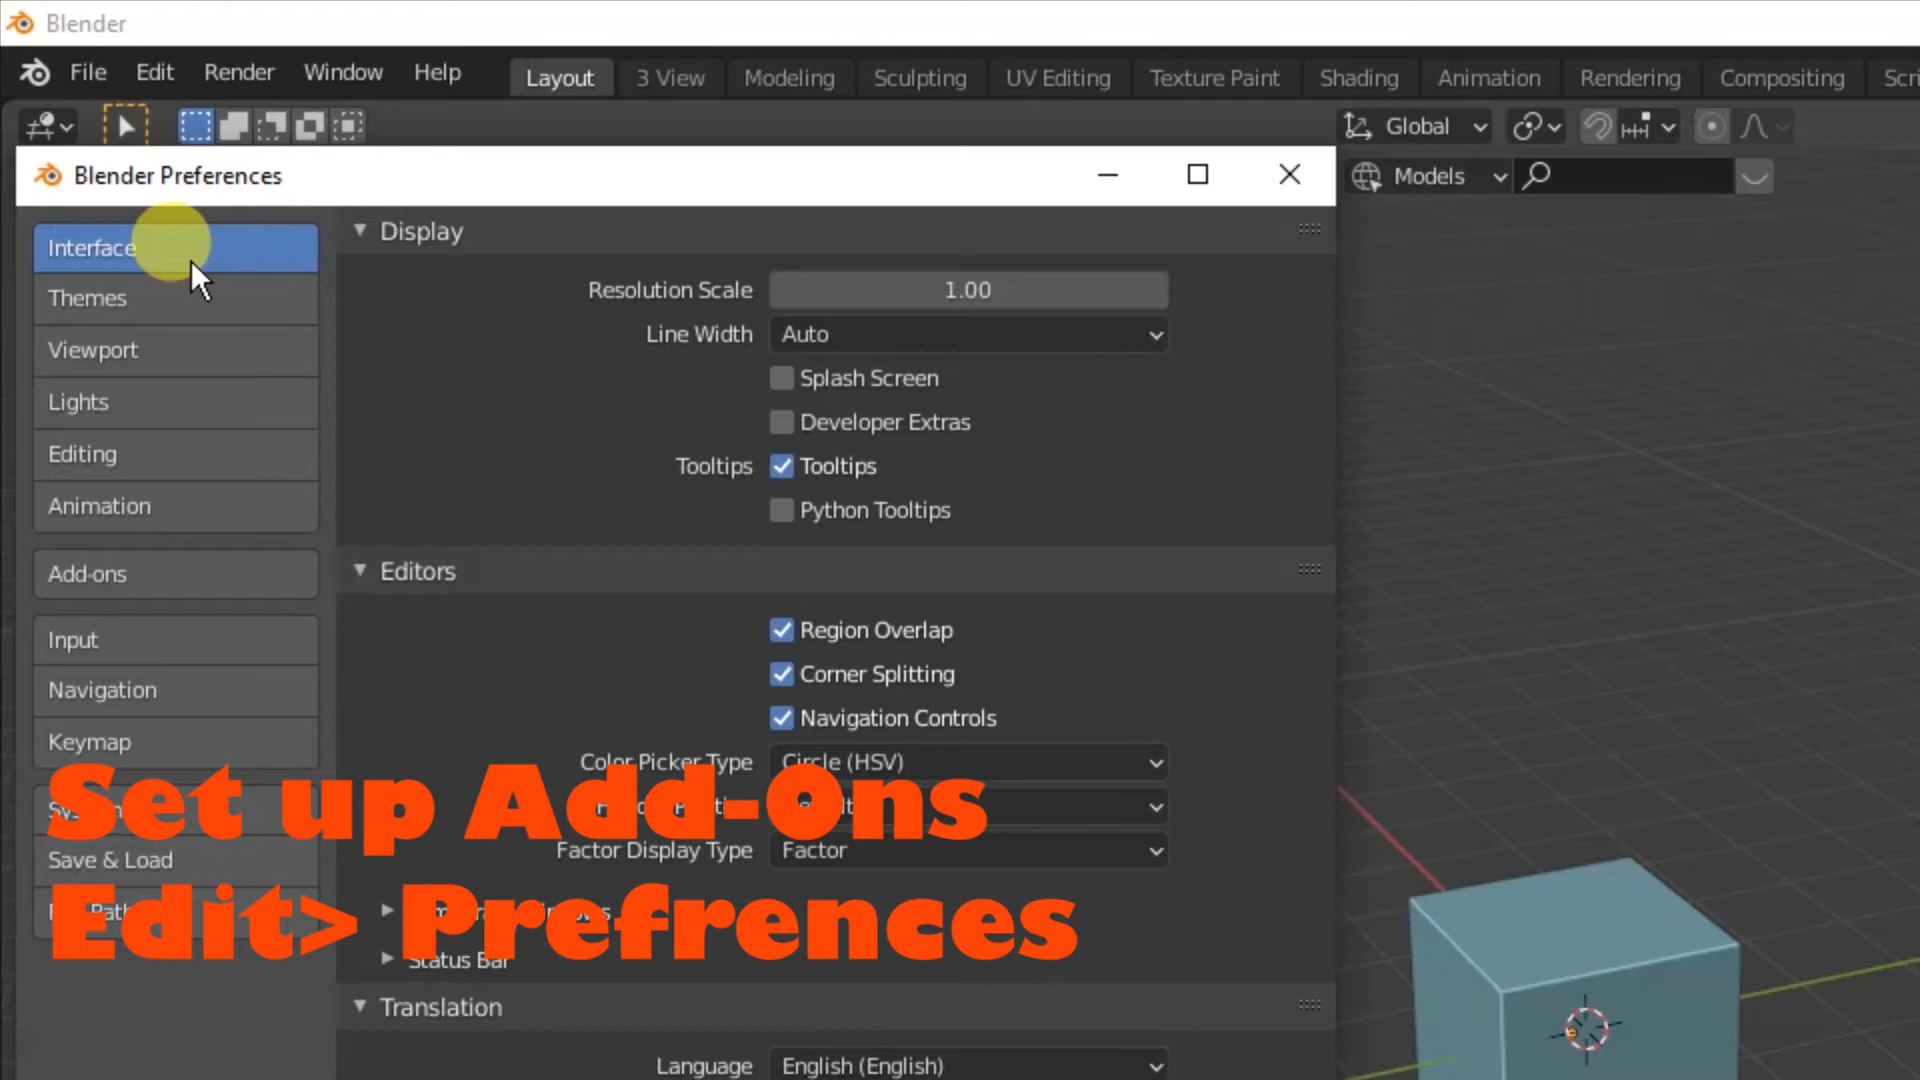 Blender
File Edit Render Window Help Layout 3 View Modeling Sculpting UV Editing Texture Paint Shading Animation Rendering Compositing
Global
Blender Preferences
Models
Interface
Display
Resolution Scale 1.00
Themes
Line Width Auto
Viewport
Splash Screen
Lights
Developer Extras
Editing
Tooltips Tooltips
Animation
Python Tooltips
Editors
Add-ons
Input
Region Overlap
Corner Splitting
Navigation
Navigation Controls
Keymap
Color Picker Type Circle (HSV)
Set up Add-Ons
Save & Load
Factor Display Type Factor
Edit> Prefrences
Status Bar
Translation
Language English (English)